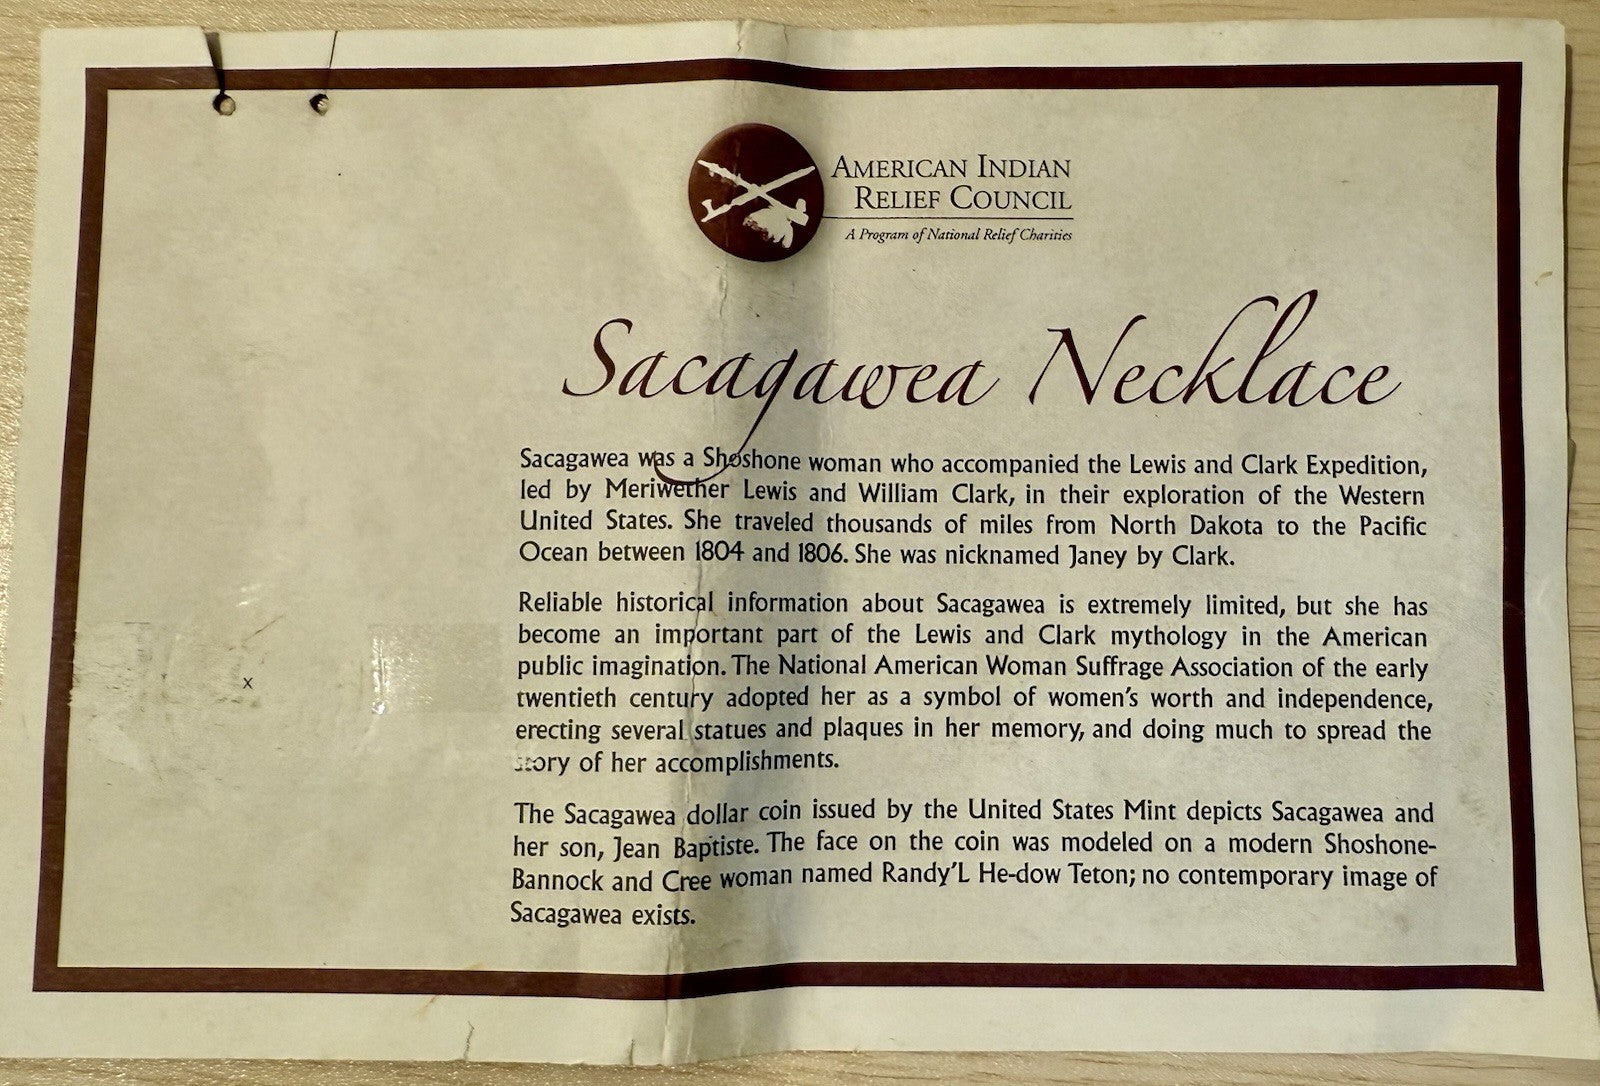 AMERICAN INDIAN
RELIEF COUNCIL
A Program of National Relief Charities
Sacagawea Necklace
Sacagawea was a Shoshone woman who accompanied the Lewis and Clark Expedition,
led by Meriwether Lewis and William Clark, in their exploration of the Western
United States. She traveled thousands of miles from North Dakota to the Pacific
Ocean between 1804 and 1806. She was nicknamed Janey by Clark.
Reliable historical information about Sacagawea is extremely limited, but she has
become an important part of the Lewis and Clark mythology in the American
public imagination. The National American Woman Suffrage Association of the early
twentieth century adopted her as a symbol of women's worth and independence,
erecting several statues and plaques in her memory, and doing much to spread the
x
story of her accomplishments.
The Sacagawea dollar coin issued by the United States Mint depicts Sacagawea and
her son, Jean Baptiste. The face on the coin was modeled on a modern Shoshone-
Bannock and Cree woman named Randy'L He-dow Teton; no contemporary image of
Sacagawea exists.